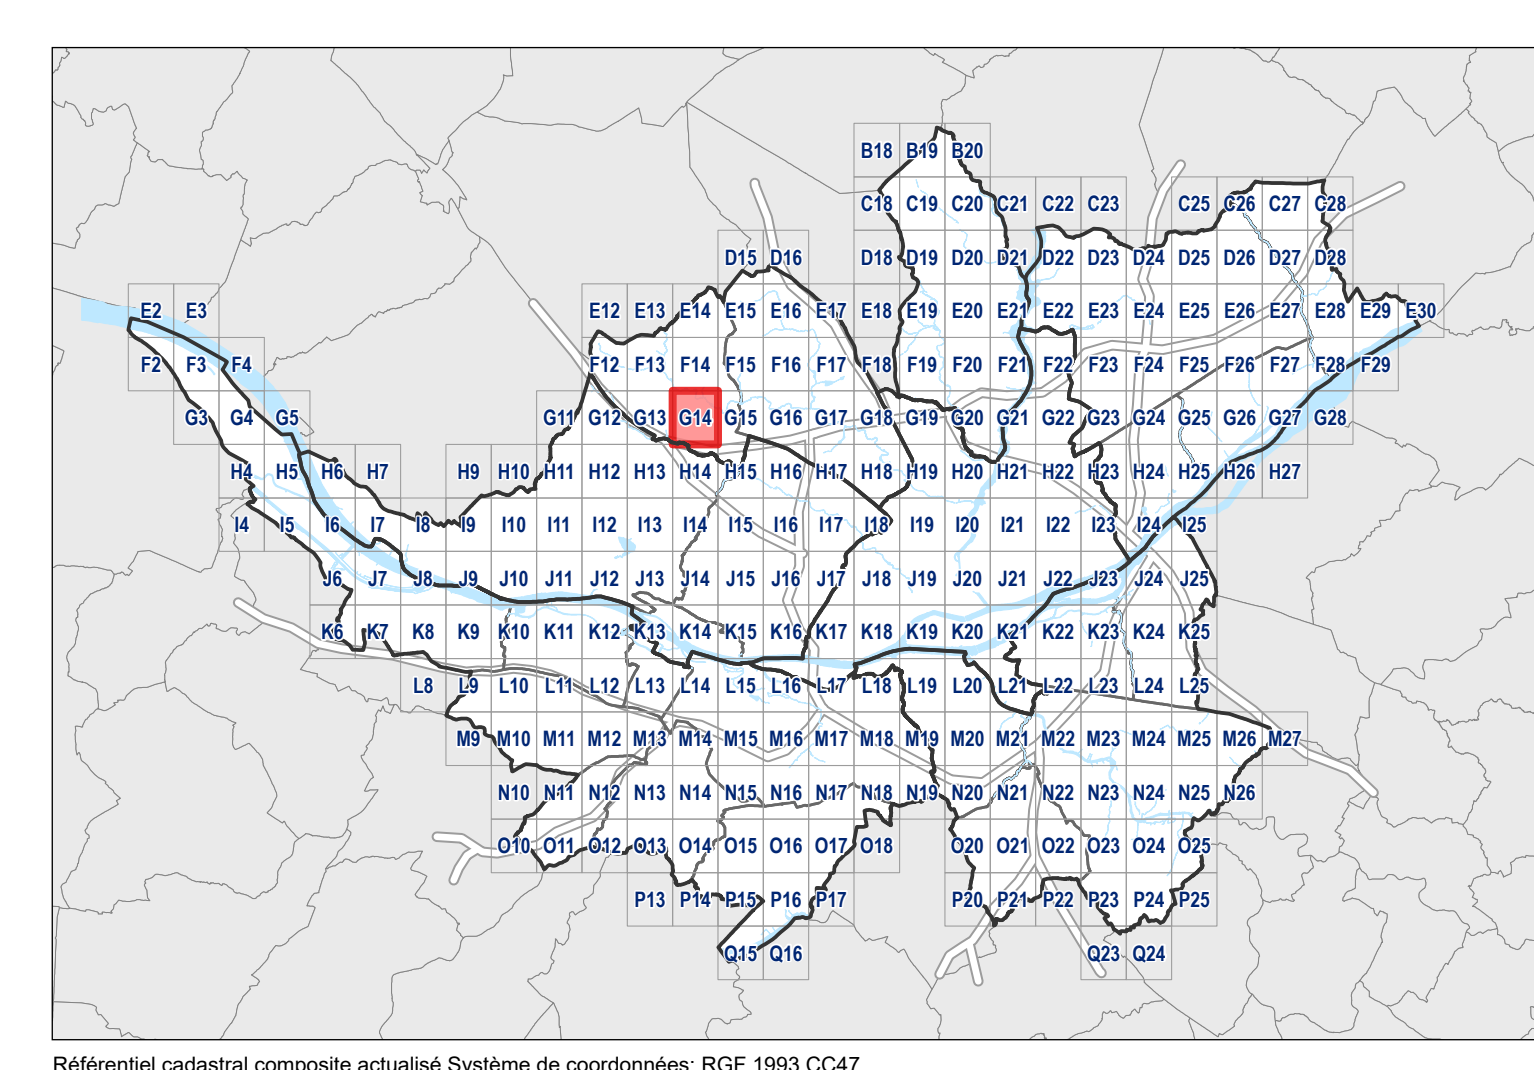 B18 B19 B20
C18 C19 C20 C21 C22 C23 C25 C26 C27 C28
D15 D16 D18 D19 D20 D21 D22 D23 D24 D25 D26 D27 D28
E2 E3 E12 E13 E14 E15 E16 E17 E18 E19 E20 E21 E22 E23 E24 E25 E26 E27 E28 E29 E30
F2 F3 F4 F12 F13 F14 F15 F16 F17 F18 F19 F20 F21 F22 F23 F24 F25 F26 F27 F28 F29
G3 G4 G5 G11 G12 G13 G14 G15 G16 G17 G18 G19 G20 G21 G22 G23 G24 G25 G26 G27 G28
H4 H5 H6 H7 H9 H10 H11 H12 H13 H14 H15 H16 H17 H18 H19 H20 H21 H22 H23 H24 H25 H26 H27
I4 I5 I6 I7 I8 I9 I10 I11 I12 I13 I14 I15 I16 I17 I18 I19 I20 I21 I22 I23 I24 I25
J6 J7 J8 J9 J10 J11 J12 J13 J14 J15 J16 J17 J18 J19 J20 J21 J22 J23 J24 J25
K6 K7 K8 K9 K10 K11 K12 K13 K14 K15 K16 K17 K18 K19 K20 K21 K22 K23 K24 K25
L8 L9 L10 L11 L12 L13 L14 L15 L16 L17 L18 L19 L20 L21 L22 L23 L24 L25
M9 M10 M11 M12 M13 M14 M15 M16 M17 M18 M19 M20 M21 M22 M23 M24 M25 M26 M27
N10 N11 N12 N13 N14 N15 N16 N17 N18 N19 N20 N21 N22 N23 N24 N25 N26
O10 O11 O12 O13 O14 O15 O16 O17 O18 O20 O21 O22 O23 O24 O25
P13 P14 P15 P16 P17 P20 P21 P22 P23 P24 P25
Q15 Q16 Q23 Q24
Référentiel cadastral composite actualisé Système de coordonnées: RGF 1993 CC47